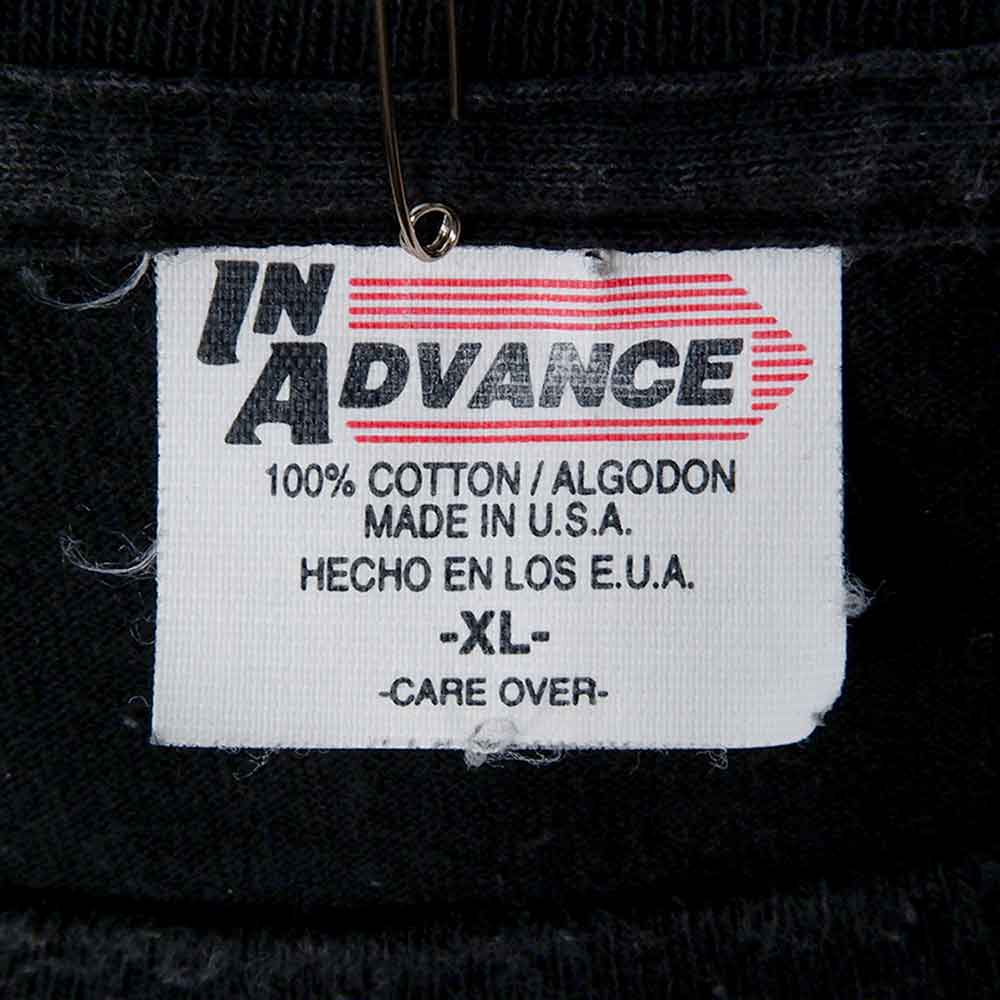 IN
ADVANCE
100% COTTON / ALGODON
MADE IN U.S.A.
HECHO EN LOS E.U.A.
-XL-
-CARE OVER-